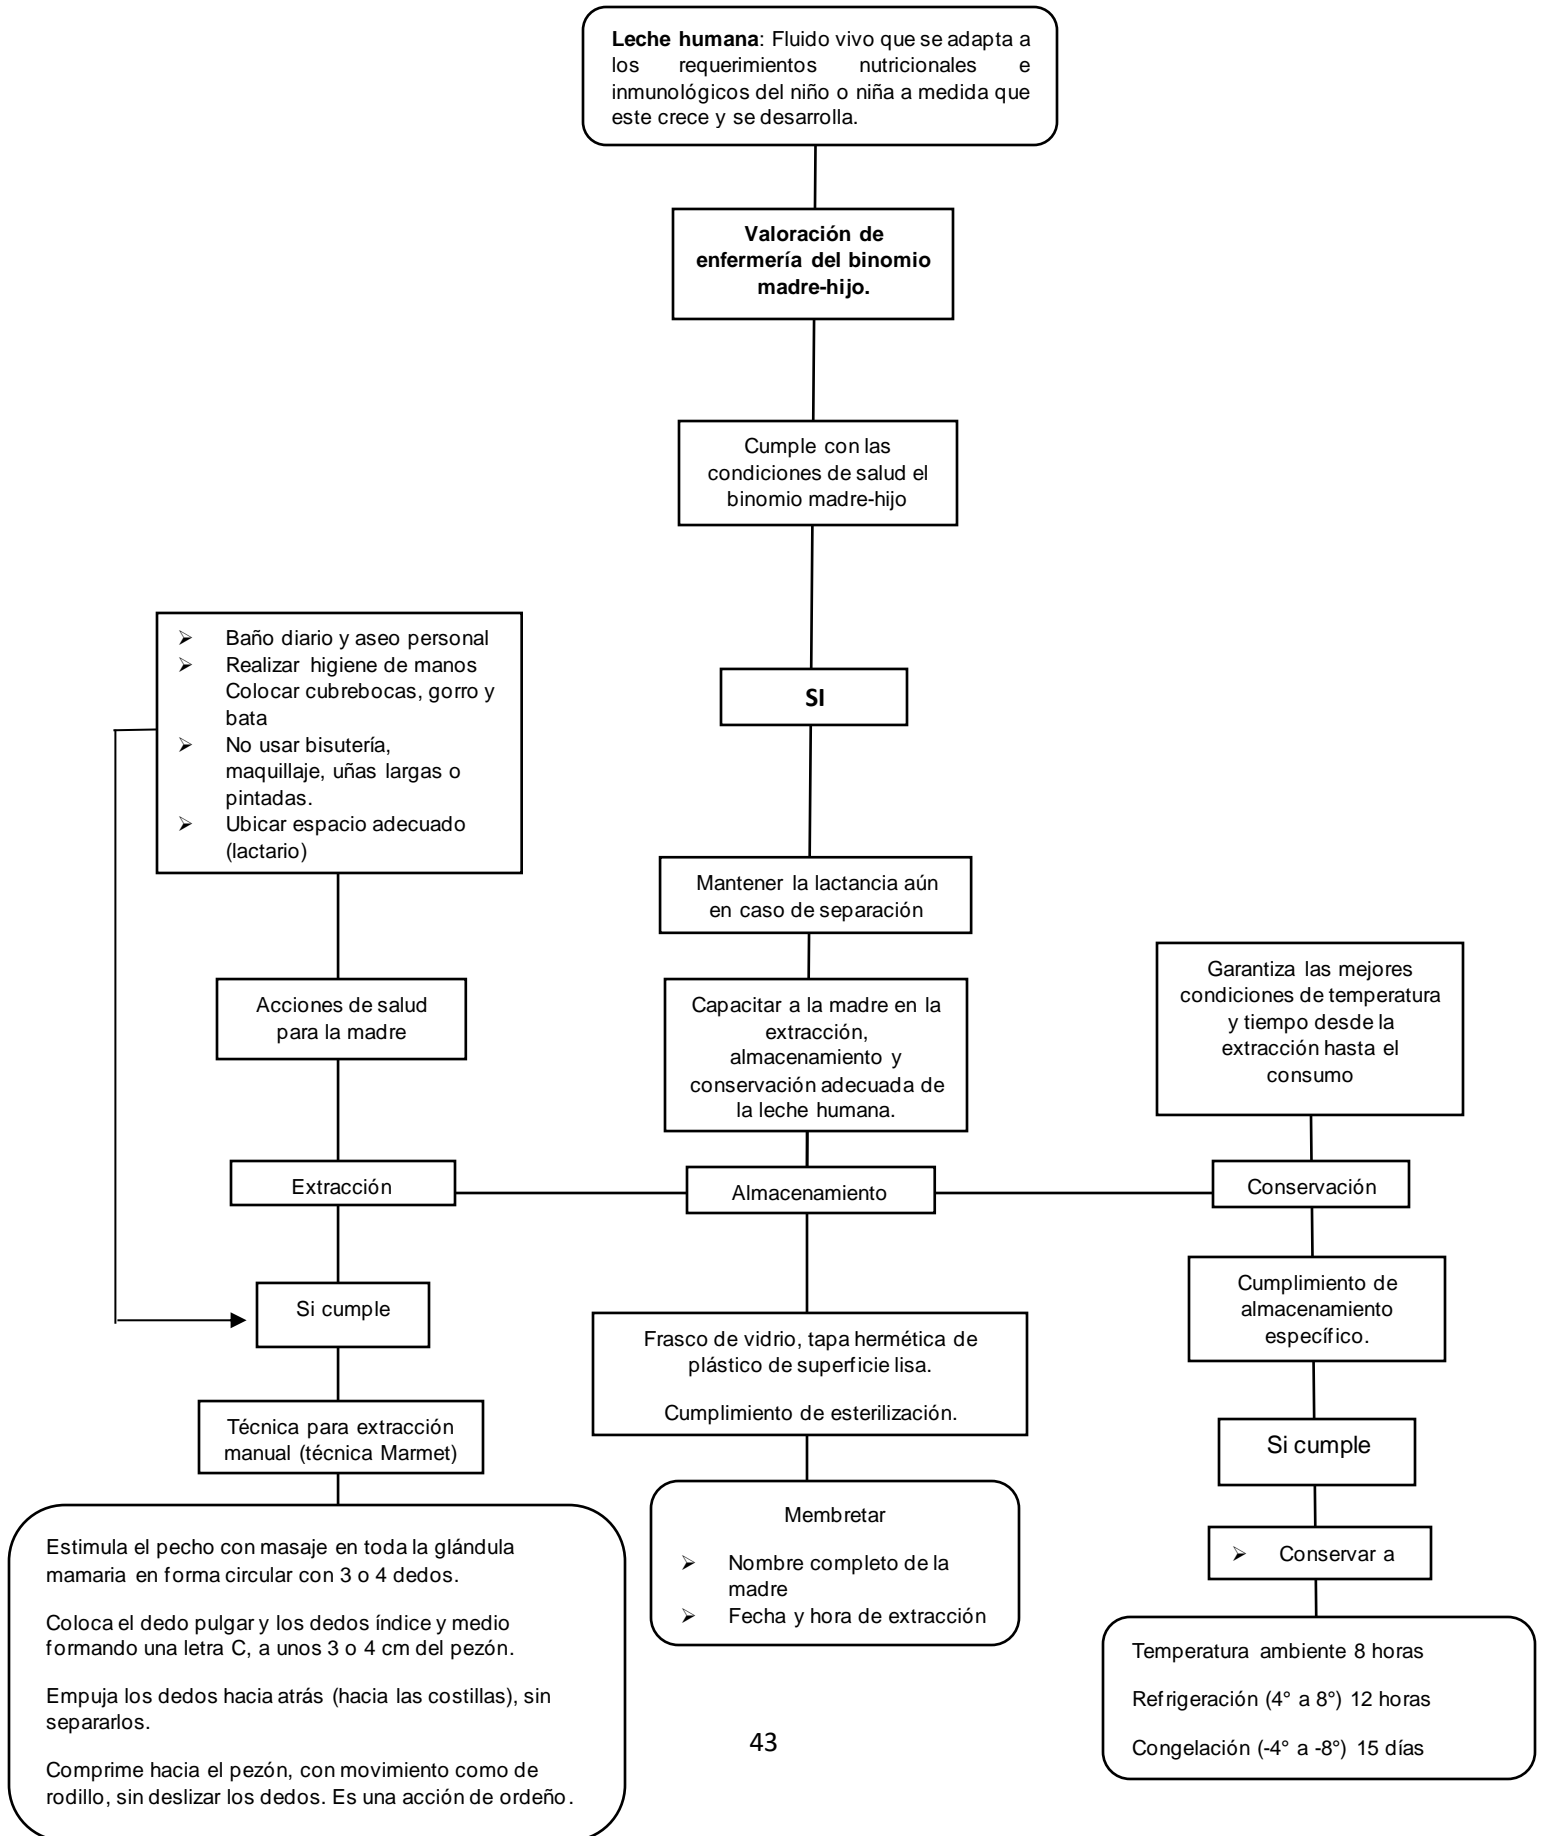 Leche humana: Fluido vivo que se adapta a
los requerimientos nutricionales e
inmunológicos del niño o niña a medida que
este crece y se desarrolla.
Valoración de
enfermería del binomio
madre-hijo.
Cumple con las
condiciones de salud el
binomio madre-hijo
SI
➢ Baño diario y aseo personal
➢ Realizar higiene de manos
Colocar cubrebocas, gorro y
bata
➢ No usar bisutería,
maquillaje, uñas largas o
pintadas.
➢ Ubicar espacio adecuado
(lactario)
Mantener la lactancia aún
en caso de separación
Acciones de salud
para la madre
Capacitar a la madre en la
extracción,
almacenamiento y
conservación adecuada de
la leche humana.
Garantiza las mejores
condiciones de temperatura
y tiempo desde la
extracción hasta el
consumo
Extracción
Almacenamiento
Conservación
Si cumple
Técnica para extracción
manual (técnica Marmet)
Estimula el pecho con masaje en toda la glándula
mamaria en forma circular con 3 o 4 dedos.
Coloca el dedo pulgar y los dedos índice y medio
formando una letra C, a unos 3 o 4 cm del pezón.
Empuja los dedos hacia atrás (hacia las costillas), sin
separarlos.
Comprime hacia el pezón, con movimiento como de
rodillo, sin deslizar los dedos. Es una acción de ordeño.
Frasco de vidrio, tapa hermética de
plástico de superficie lisa.
Cumplimiento de esterilización.
Membretar
➢ Nombre completo de la
madre
➢ Fecha y hora de extracción
Cumplimiento de
almacenamiento
específico.
Si cumple
➢ Conservar a
Temperatura ambiente 8 horas
Refrigeración (4° a 8°) 12 horas
Congelación (-4° a -8°) 15 días
43